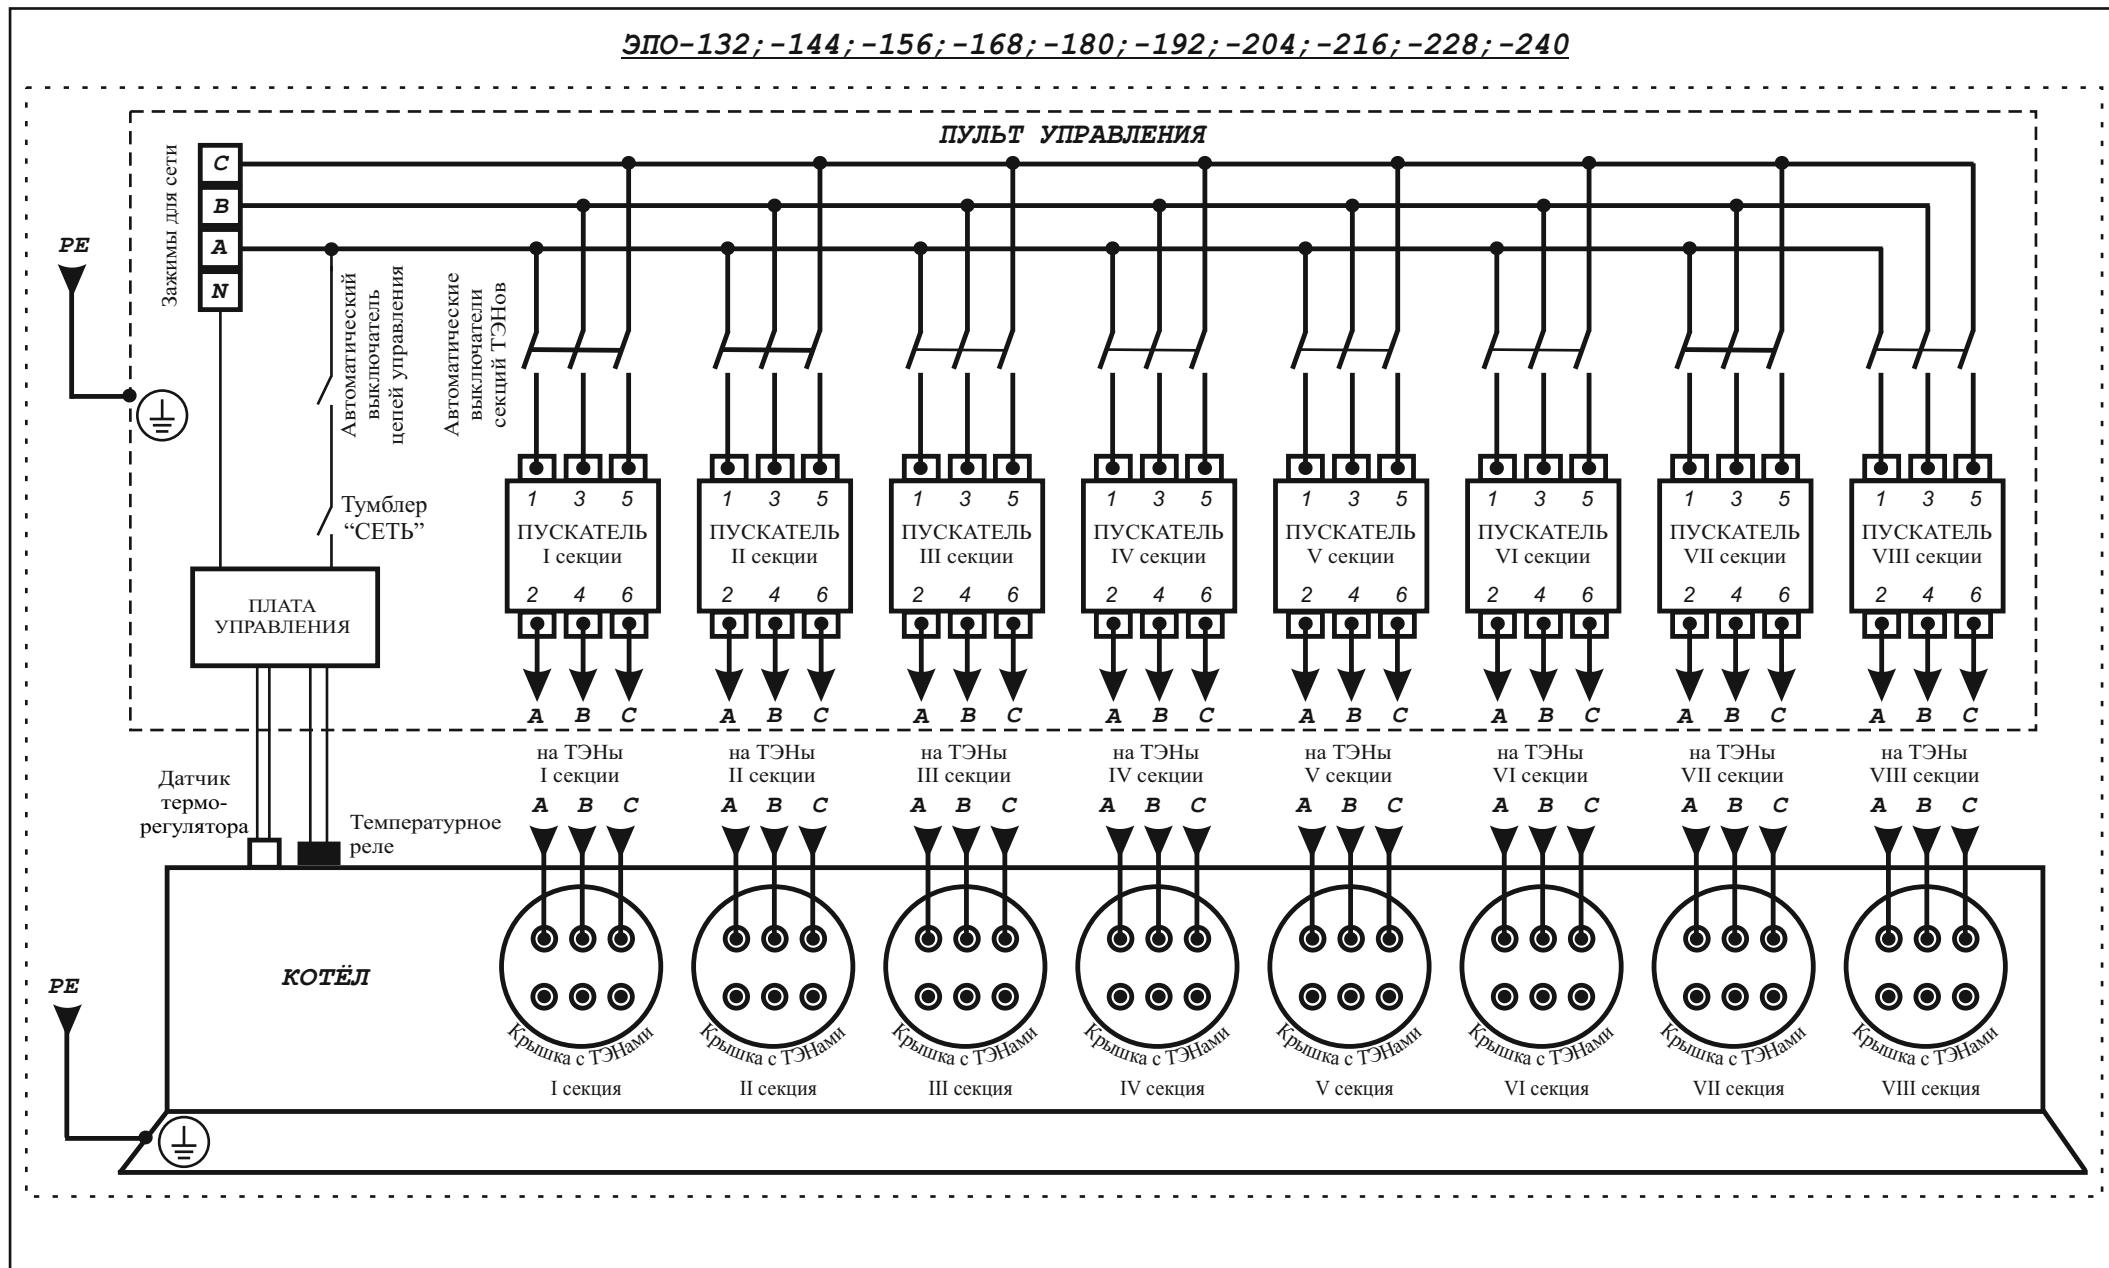 ЭПО-132;-144;-156;-168;-180;-192;-204;-216;-228;-240
ПУЛЬТ УПРАВЛЕНИЯ
Зажимы для сети
C
B
A
N
PE
Автоматический
выключатель
цепей управления
Автоматические
выключатели
секций ТЭНов
Тумблер
“СЕТЬ”
ПЛАТА
УПРАВЛЕНИЯ
1 3 5
ПУСКАТЕЛЬ
I секции
2 4 6
1 3 5
ПУСКАТЕЛЬ
II секции
2 4 6
1 3 5
ПУСКАТЕЛЬ
III секции
2 4 6
1 3 5
ПУСКАТЕЛЬ
IV секции
2 4 6
1 3 5
ПУСКАТЕЛЬ
V секции
2 4 6
1 3 5
ПУСКАТЕЛЬ
VI секции
2 4 6
1 3 5
ПУСКАТЕЛЬ
VII секции
2 4 6
1 3 5
ПУСКАТЕЛЬ
VIII секции
2 4 6
A B C
A B C
A B C
A B C
A B C
A B C
A B C
A B C
на ТЭНы
I секции
A B C
на ТЭНы
II секции
A B C
на ТЭНы
III секции
A B C
на ТЭНы
IV секции
A B C
на ТЭНы
V секции
A B C
на ТЭНы
VI секции
A B C
на ТЭНы
VII секции
A B C
на ТЭНы
VIII секции
A B C
Датчик
термо-
регулятора
Температурное
реле
КОТЁЛ
PE
Крышка с ТЭНами
I секция
Крышка с ТЭНами
II секция
Крышка с ТЭНами
III секция
Крышка с ТЭНами
IV секция
Крышка с ТЭНами
V секция
Крышка с ТЭНами
VI секция
Крышка с ТЭНами
VII секция
Крышка с ТЭНами
VIII секция